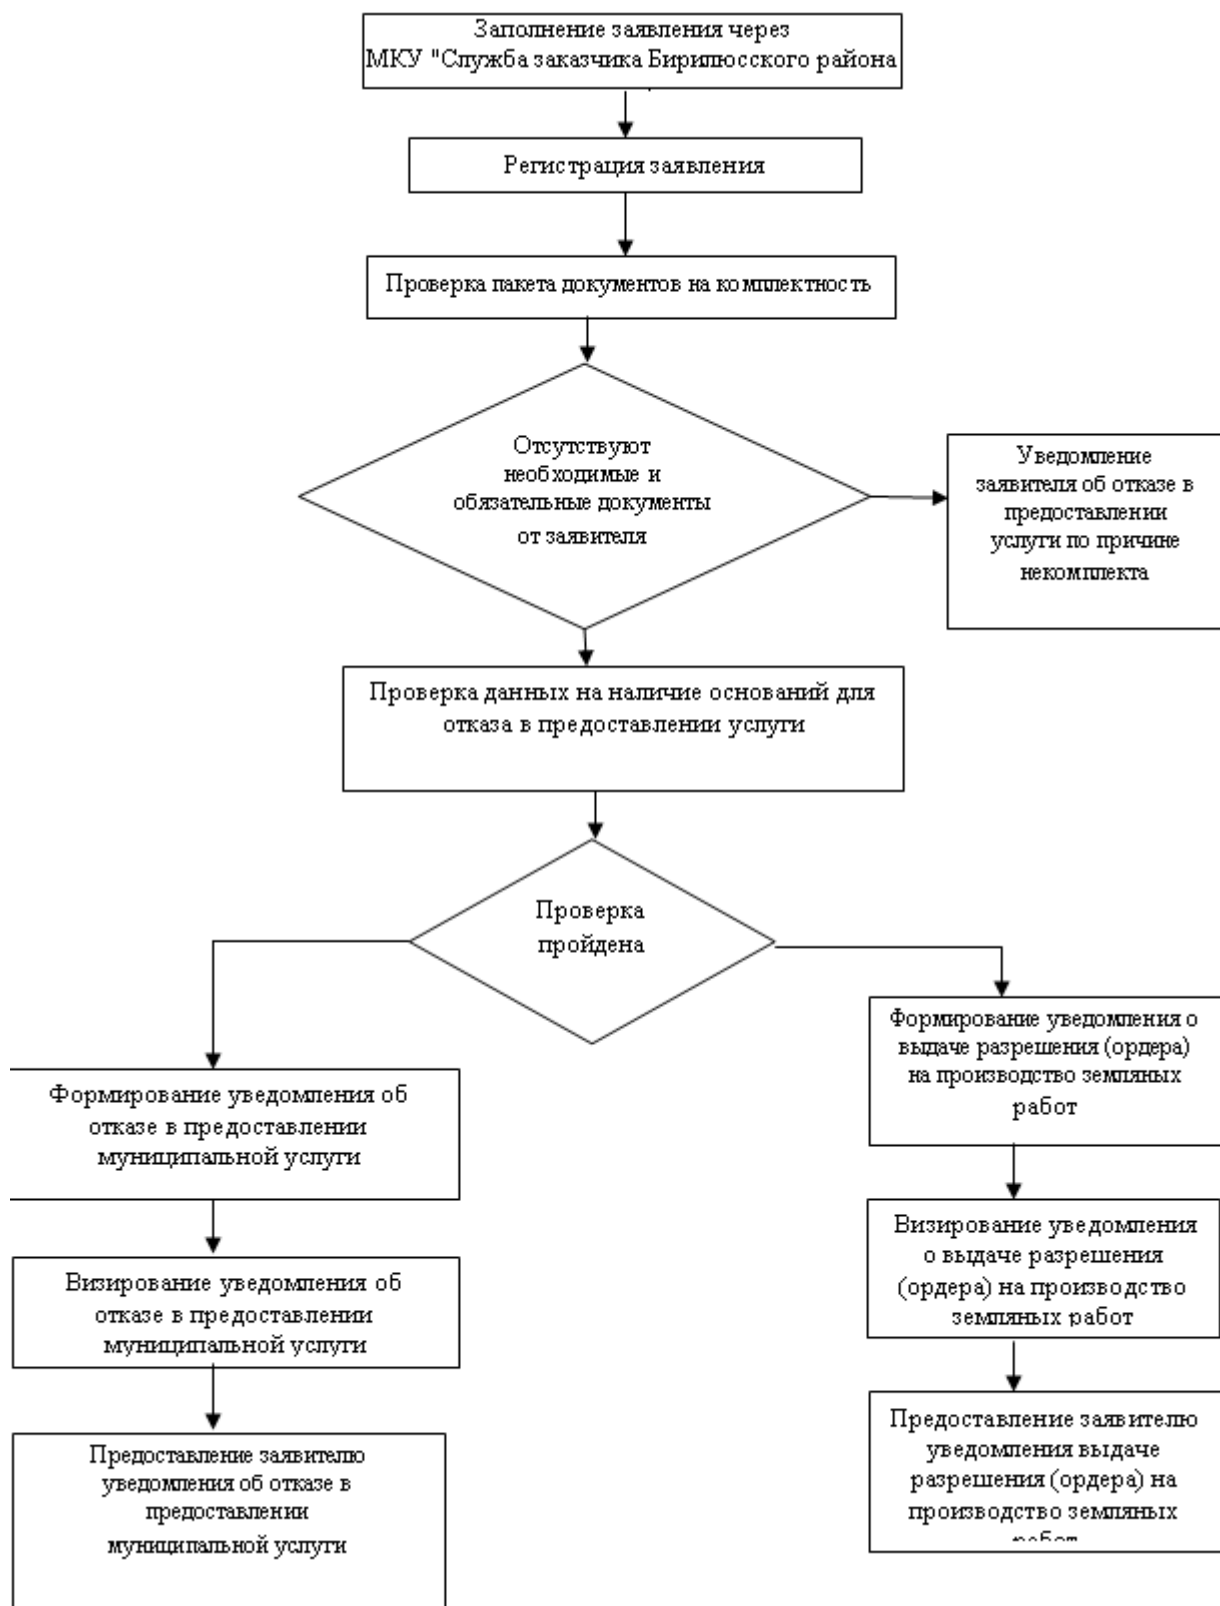 Заполнение заявления через
МКУ "Служба заказчика Бирилюсского района
Регистрация заявления
Проверка пакета документов на комплектность
Отсутствуют
необходимые и
обязательные документы
от заявителя
Уведомление
заявителя об отказе в
предоставлении
услуги по причине
некомплекта
Проверка данных на наличие оснований для
отказа в предоставлении услуги
Проверка
пройдена
Формирование уведомления об
отказе в предоставлении
муниципальной услуги
Визирование уведомления об
отказе в предоставлении
муниципальной услуги
Предоставление заявителю
уведомления об отказе в
предоставлении
муниципальной услуги
Формирование уведомления о
выдаче разрешения (ордера)
на производство земляных
работ
Визирование уведомления
о выдаче разрешения
(ордера) на производство
земляных работ
Предоставление заявителю
уведомления выдаче
разрешения (ордера) на
производство земляных
работ